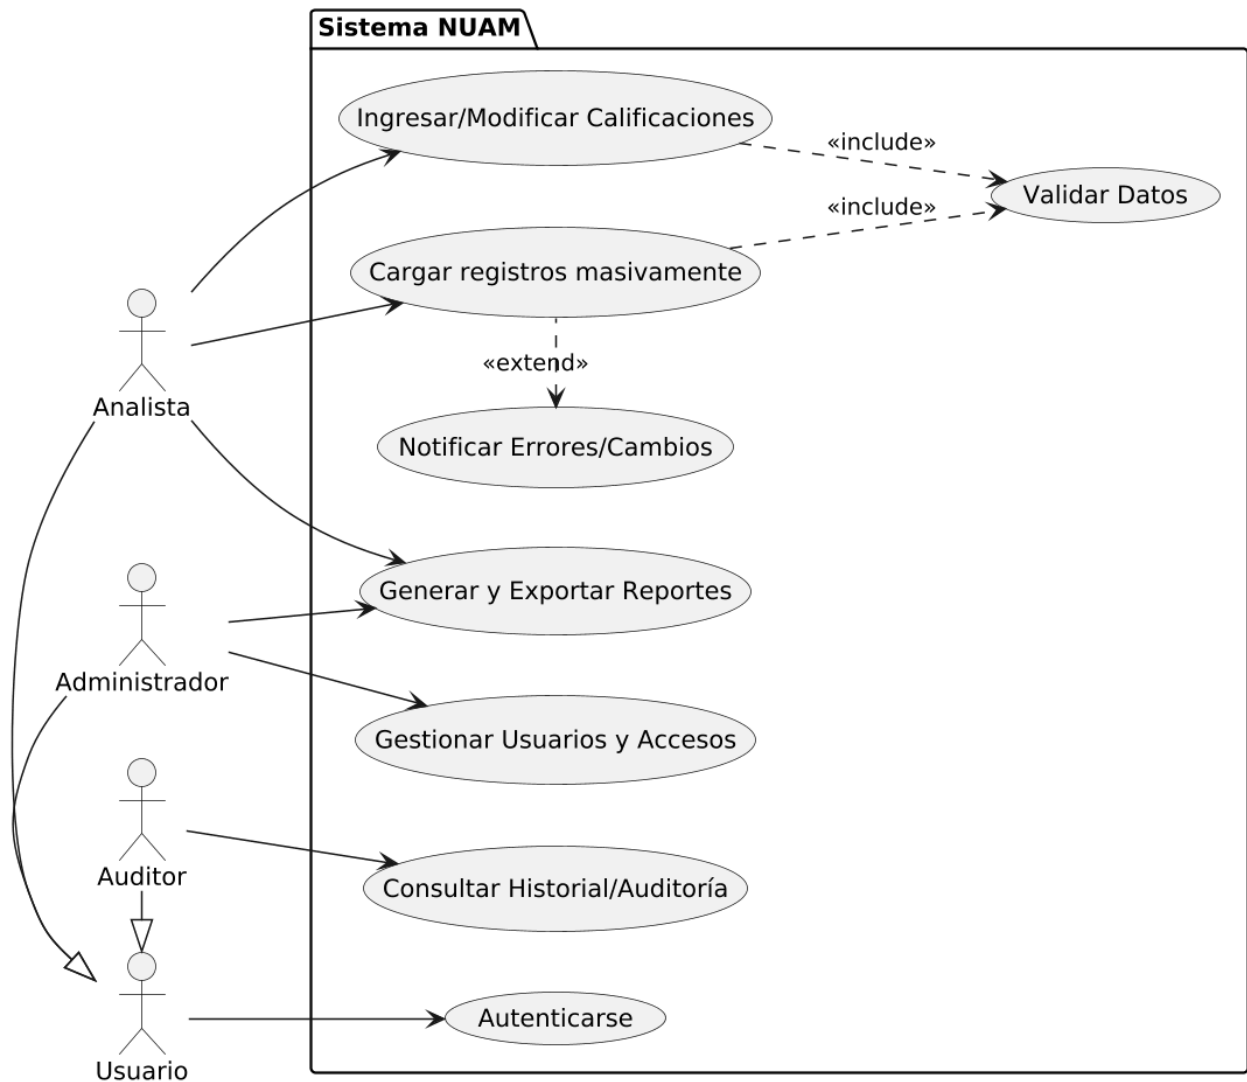 Sistema NUAM
Ingresar/Modificar Calificaciones
«include»
Validar Datos
«include»
Cargar registros masivamente
«extend»
Analista
Notificar Errores/Cambios
Generar y Exportar Reportes
Administrador
Gestionar Usuarios y Accesos
Auditor
Consultar Historial/Auditoría
Autenticarse
Usuario